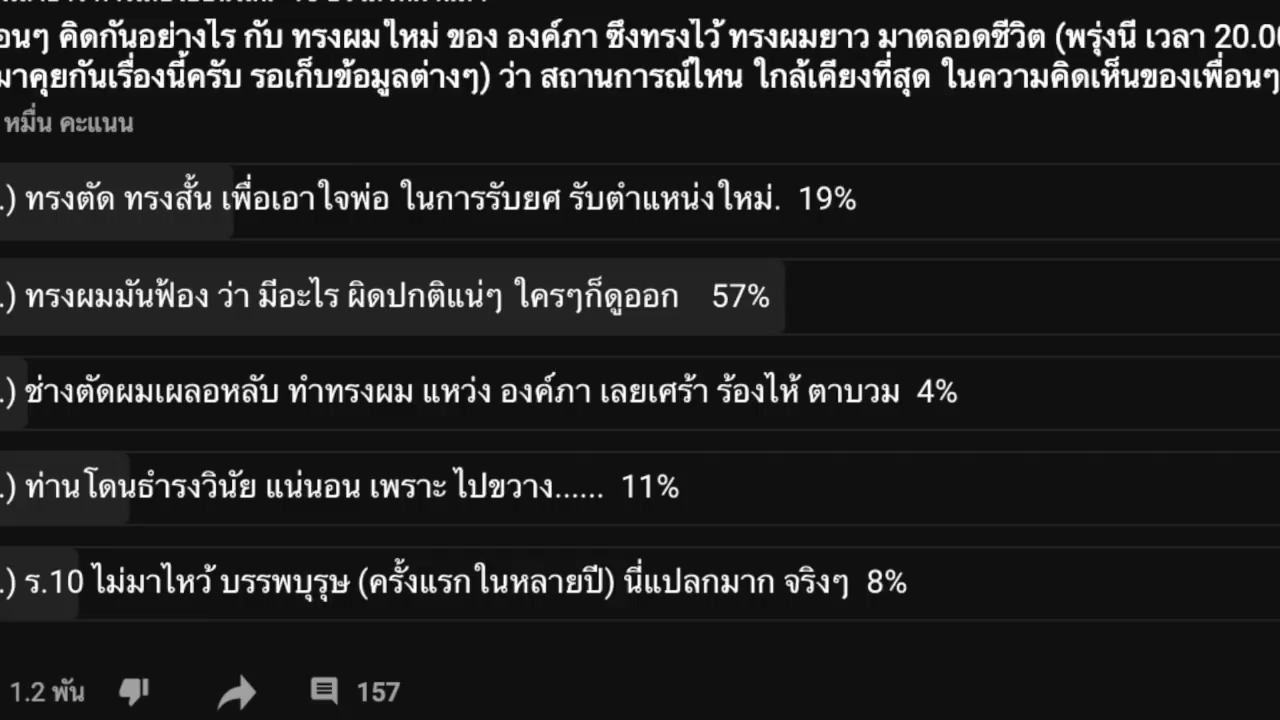 อนๆ คิดกันอย่างไร กับ ทรงผมใหม่ ของ องค์ภา ซึ่งทรงไว้ ทรงผมยาว มาตลอดชีวิต (พรุ่งนี้ เวลา 20.00
มาคุยกันเรื่องนี้ครับ รอเก็บข้อมูลต่างๆ) ว่า สถานการณ์ไหน ใกล้เคียงที่สุด ในความคิดเห็นของเพื่อนๆ
หมื่น คะแนน
.) ทรงตัด ทรงสั้น เพื่อเอาใจพ่อ ในการรับยศ รับตำแหน่งใหม่. 19%
.) ทรงผมมันฟ้อง ว่า มีอะไร ผิดปกติแน่ๆ ใครๆก็ดูออก 57%
.) ช่างตัดผมเผลอหลับ ทำทรงผม แหว่ง องค์ภา เลยเศร้า ร้องไห้ ตาบวม 4%
.) ท่านโดนธำรงวินัย แน่นอน เพราะ ไปขวาง...... 11%
.) ร.10 ไม่มาไหว้ บรรพบุรุษ (ครั้งแรกในหลายปี) นี่แปลกมาก จริงๆ 8%
1.2 พัน 157